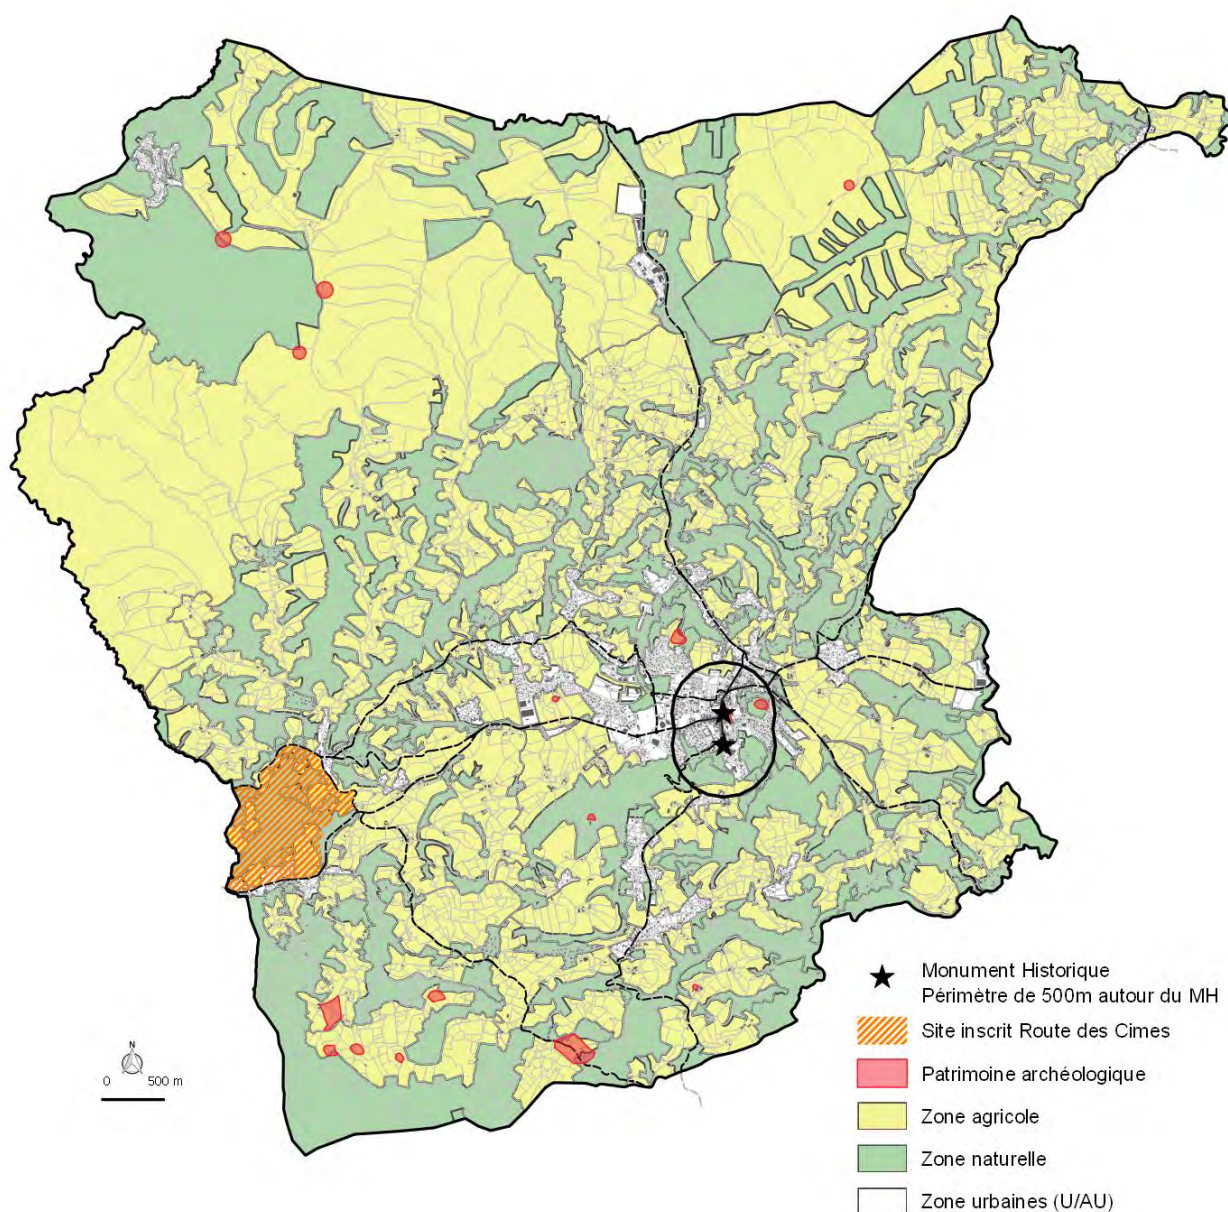 Monument Historique
Périmètre de 500m autour du MH
Site inscrit Route des Cimes
Patrimoine archéologique
Zone agricole
Zone naturelle
Zone urbaines (U/AU)
N
0 500 m